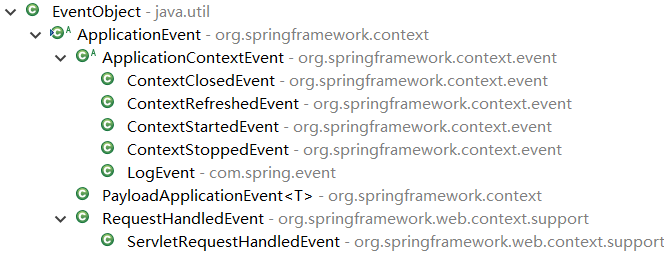 EventObject - java.util
ApplicationEvent - org.springframework.context
ApplicationContextEvent - org.springframework.context.event
ContextClosedEvent - org.springframework.context.event
ContextRefreshedEvent - org.springframework.context.event
ContextStartedEvent - org.springframework.context.event
ContextStoppedEvent - org.springframework.context.event
LogEvent - com.spring.event
PayloadApplicationEvent<T> - org.springframework.context
RequestHandledEvent - org.springframework.web.context.support
ServletRequestHandledEvent - org.springframework.web.context.support